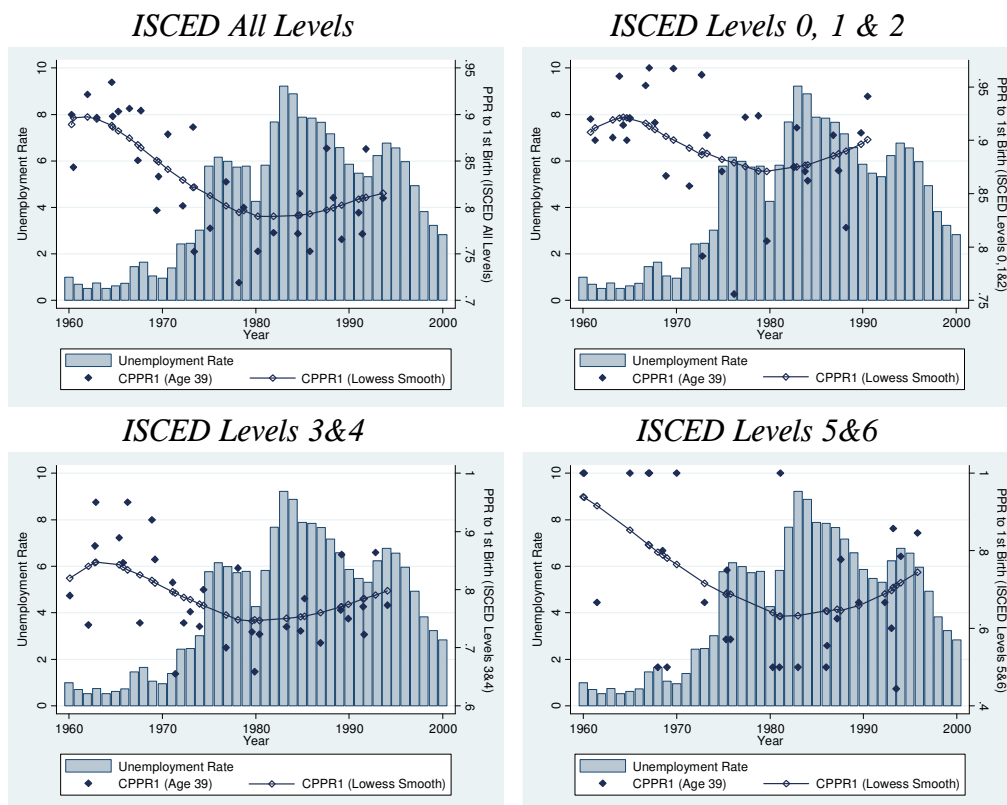 ISCED All Levels
10
8
6
4
2
0
Unemployment Rate
.95
.9
.85
.8
.75
.7
PPR to 1st Birth (ISCED All Levels)
1960 1970 1980 1990 2000
Year
Unemployment Rate
CPPR1 (Age 39) CPPR1 (Lowess Smooth)
ISCED Levels 0, 1 & 2
10
8
6
4
2
0
Unemployment Rate
.95
.9
.85
.8
.75
PPR to 1st Birth (ISCED Levels 0,1&2)
1960 1970 1980 1990 2000
Year
Unemployment Rate
CPPR1 (Age 39) CPPR1 (Lowess Smooth)
ISCED Levels 3&4
10
8
6
4
2
0
Unemployment Rate
1
.9
.8
.7
.6
PPR to 1st Birth (ISCED Levels 3&4)
1960 1970 1980 1990 2000
Year
Unemployment Rate
CPPR1 (Age 39) CPPR1 (Lowess Smooth)
ISCED Levels 5&6
10
8
6
4
2
0
Unemployment Rate
1
.8
.6
.4
PPR to 1st Birth (ISCED Levels 5&6)
1960 1970 1980 1990 2000
Year
Unemployment Rate
CPPR1 (Age 39) CPPR1 (Lowess Smooth)